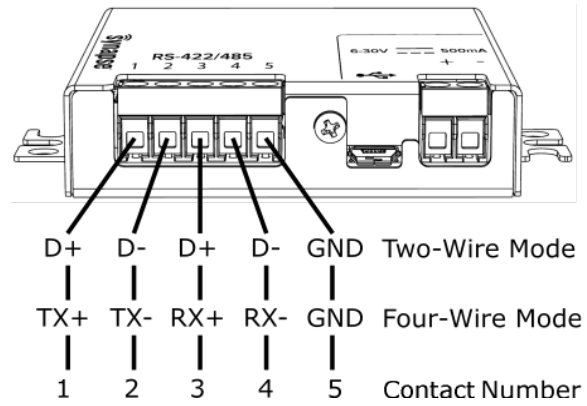 synapse
RS-422/485
1 2 3 4 5
6-30V 500mA
+ -
D+ D- D+ D- GND Two-Wire Mode
TX+ TX- RX+ RX- GND Four-Wire Mode
1 2 3 4 5 Contact Number